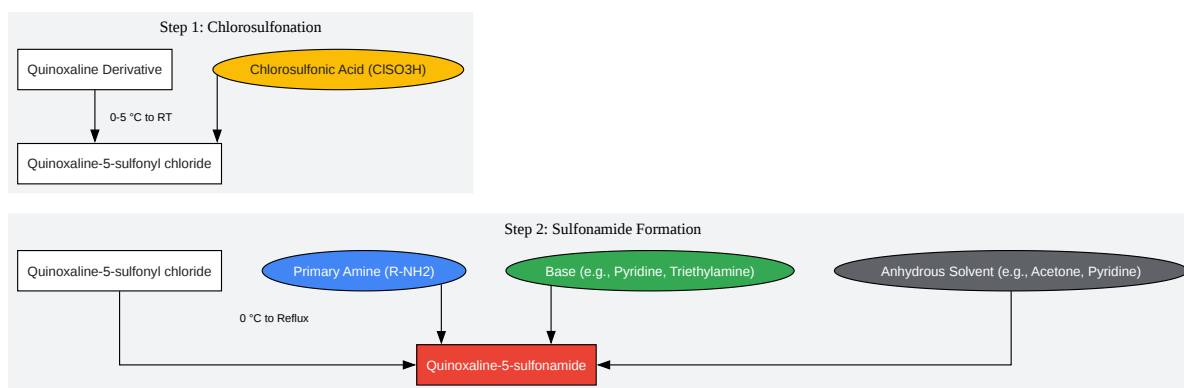 Step 1: Chlorosulfonation
Quinoxaline Derivative
Chlorosulfonic Acid (ClSO3H)
0-5 °C to RT
Quinoxaline-5-sulfonyl chloride
Step 2: Sulfonamide Formation
Quinoxaline-5-sulfonyl chloride
Primary Amine (R-NH2)
Base (e.g., Pyridine, Triethylamine)
Anhydrous Solvent (e.g., Acetone, Pyridine)
0 °C to Reflux
Quinoxaline-5-sulfonamide